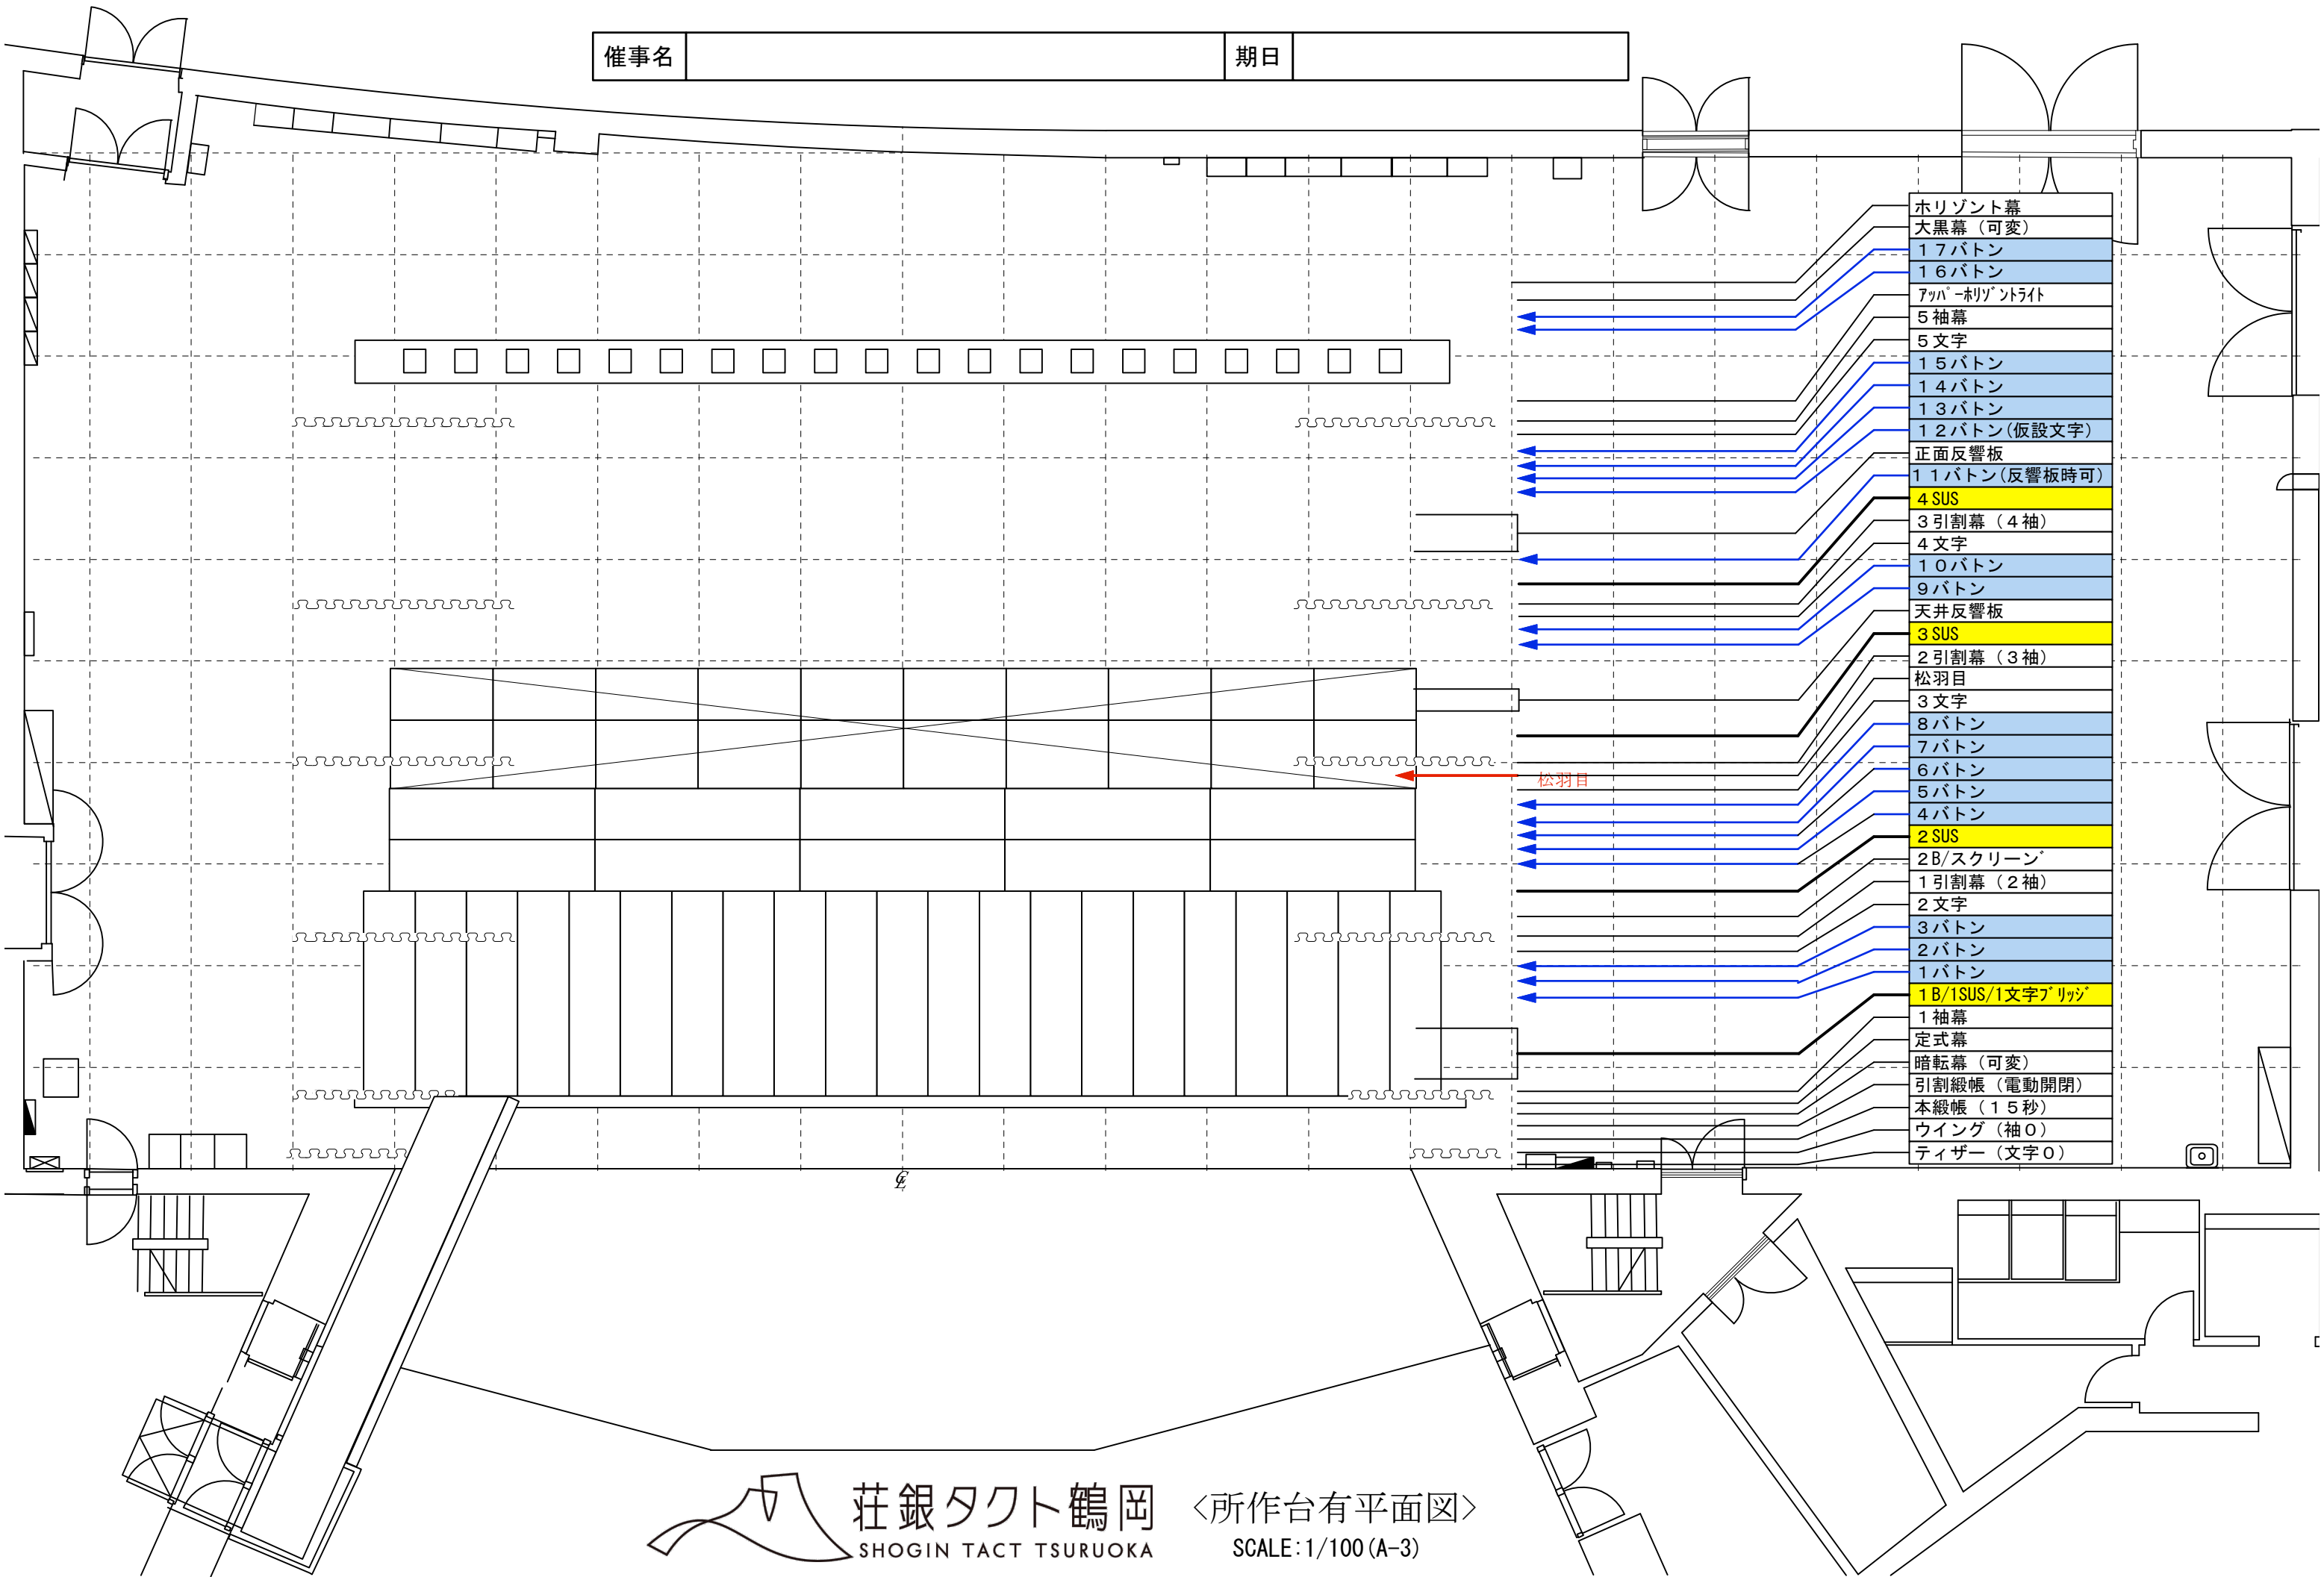 催事名
期日
ホリゾント幕
大黒幕（可変）
１７バトン
１６バトン
ｱｯﾊﾟｰﾎﾘｿﾞﾝﾄﾗｲﾄ
５袖幕
５文字
１５バトン
１４バトン
１３バトン
１２バトン(仮設文字)
正面反響板
１１バトン(反響板時可)
４SUS
３引割幕（４袖）
４文字
１０バトン
９バトン
天井反響板
３SUS
２引割幕（３袖）
松羽目
３文字
８バトン
７バトン
６バトン
５バトン
４バトン
２SUS
２B/スクリーンﾞ
１引割幕（２袖）
２文字
３バトン
２バトン
１バトン
１B/1SUS/1文字ﾌﾞﾘｯｼﾞ
１袖幕
定式幕
暗転幕（可変）
引割緞帳（電動開閉）
本緞帳（１５秒）
ウイング（袖０）
ティザー（文字０）
松羽目
CL
荘銀タクト鶴岡
SHOGIN TACT TSURUOKA
<所作台有平面図>
SCALE:1/100(A-3)